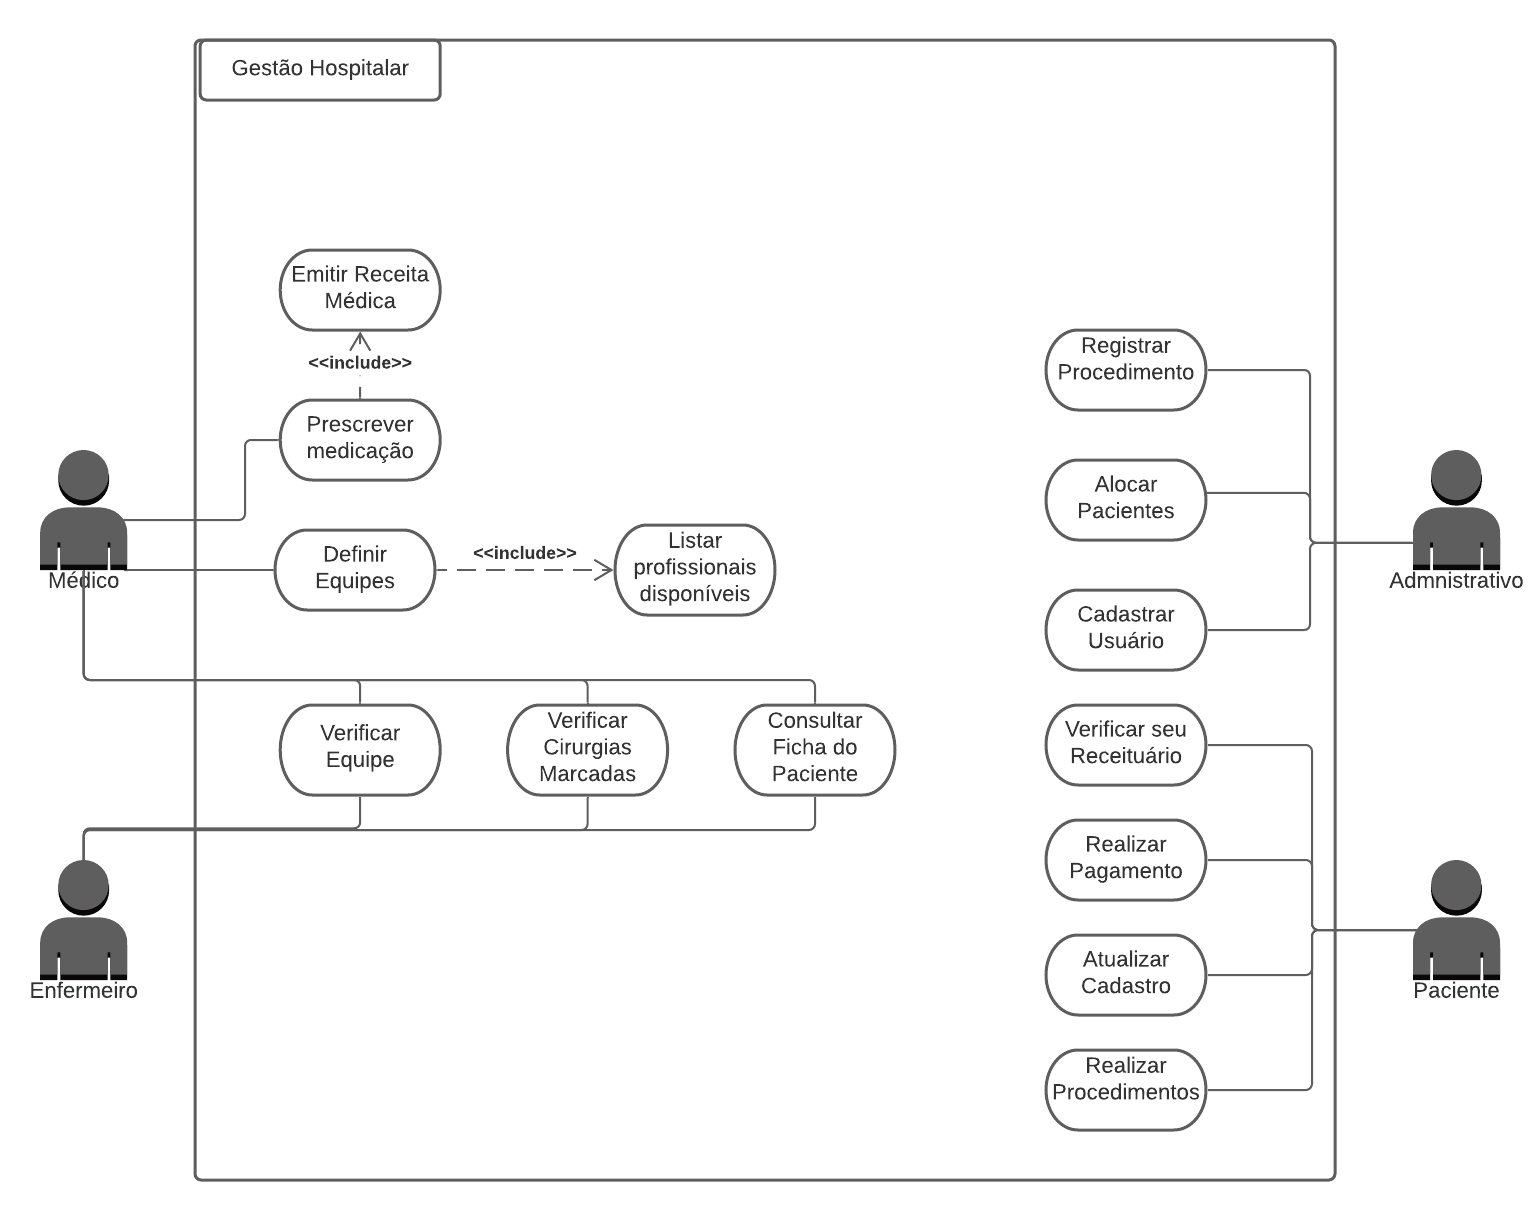 Gestão Hospitalar
Emitir Receita
Médica
<<include>>
Prescrever
medicação
Médico
Definir
Equipes
<<include>>
Listar
profissionais
disponíveis
Verificar
Equipe
Verificar
Cirurgias
Marcadas
Consultar
Ficha do
Paciente
Enfermeiro
Registrar
Procedimento
Alocar
Pacientes
Admnistrativo
Cadastrar
Usuário
Verificar seu
Receituário
Realizar
Pagamento
Atualizar
Cadastro
Paciente
Realizar
Procedimentos